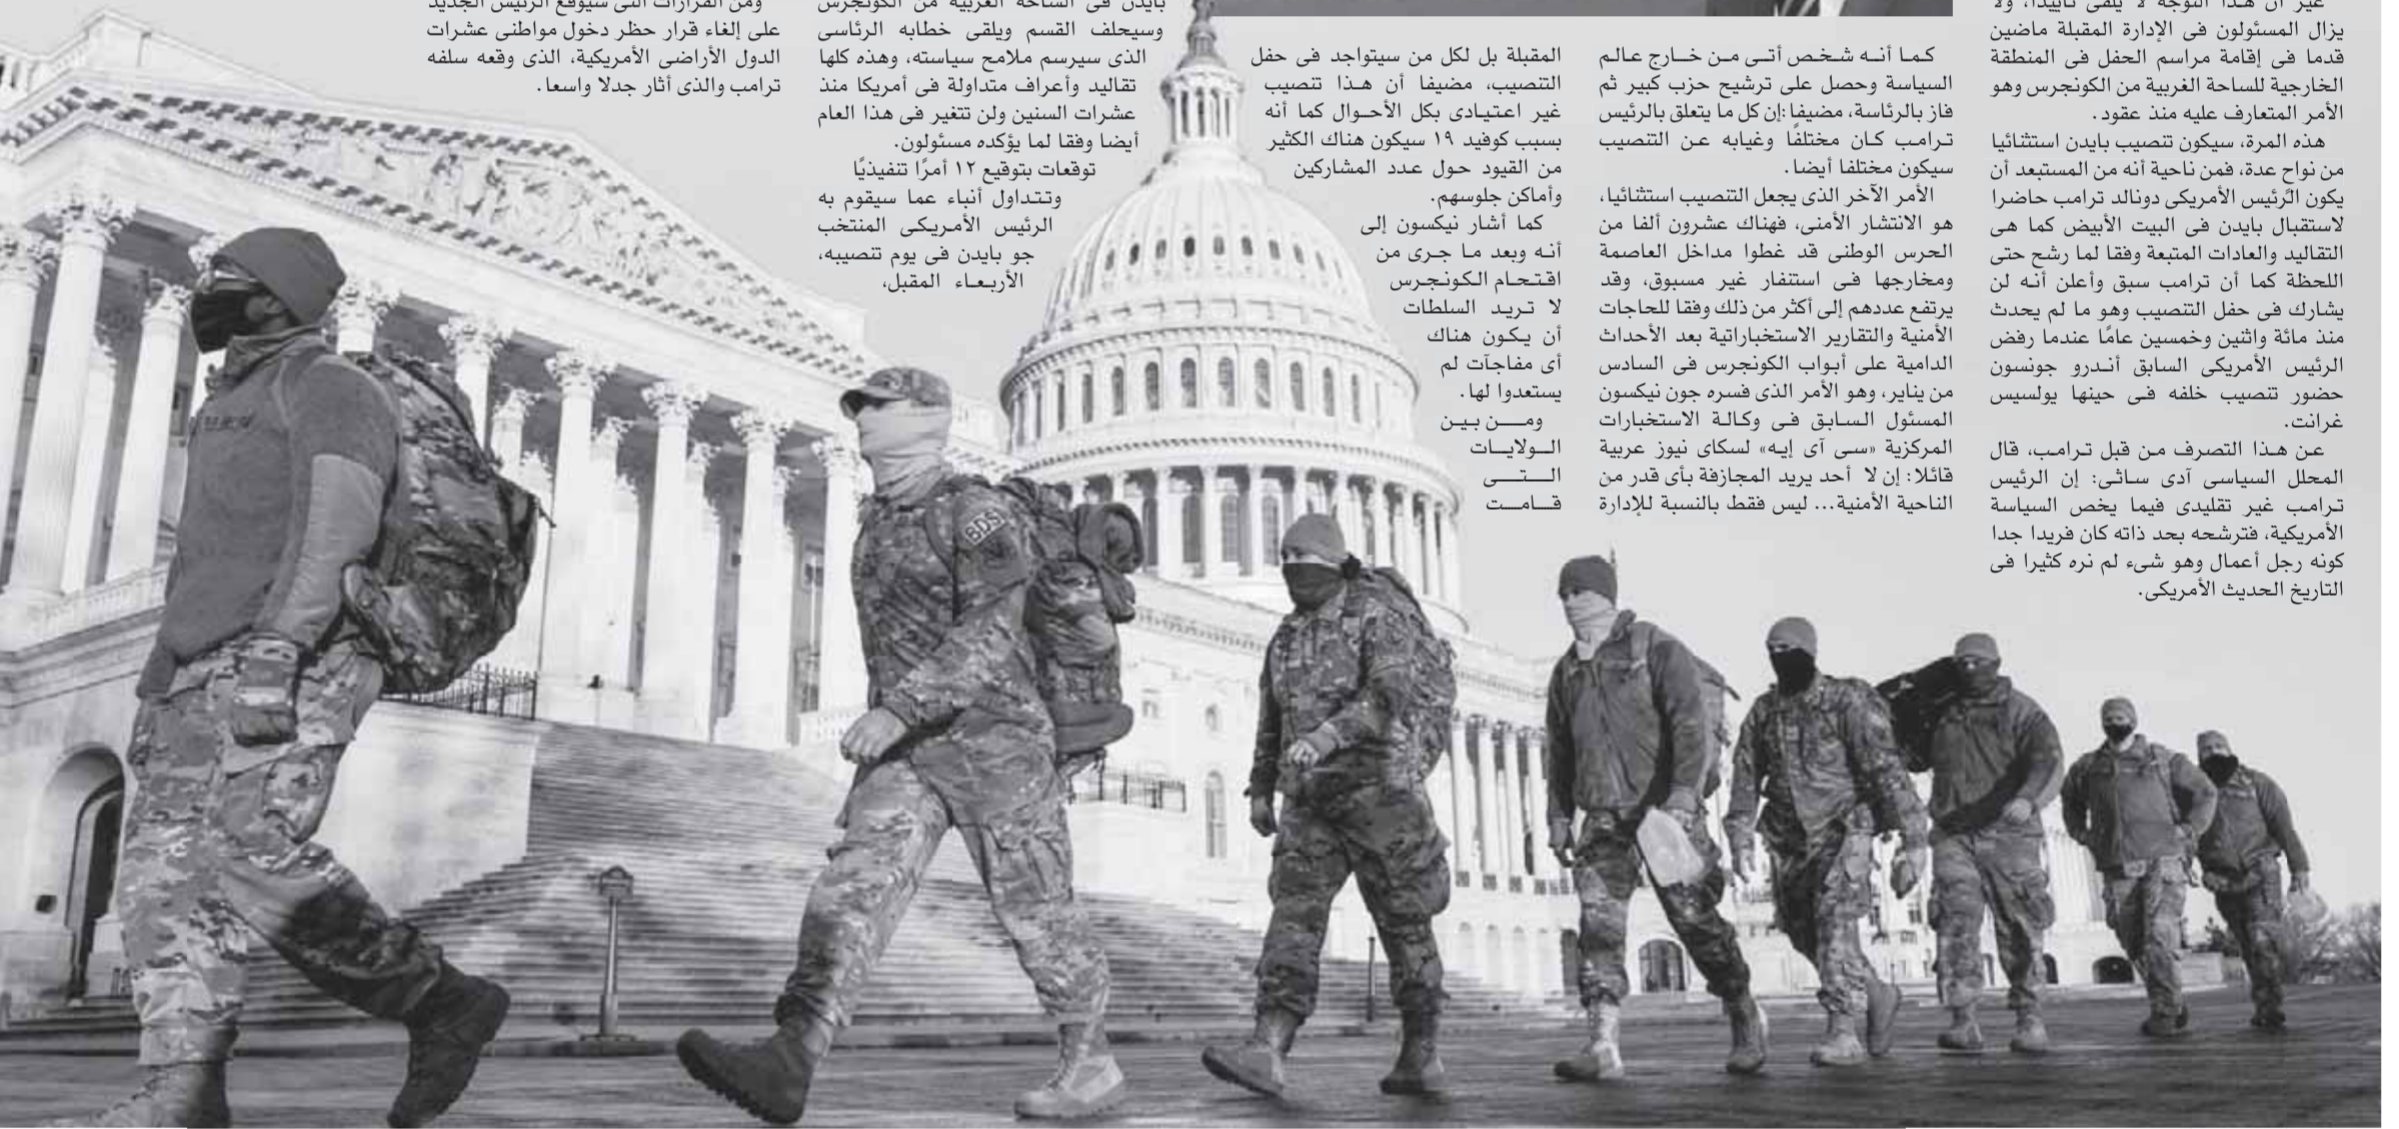 غير أن هذا التوجه لا يلقى تأييدا، ولا
يزال المسئولون فى الإدارة المقبلة ماضين
قدما فى إقامة مراسم الحفل فى المنطقة
الخارجية للساحة الغربية من الكونجرس وهو
الأمر المتعارف عليه منذ عقود.
هذه المرة، سيكون تنصيب بايدن استثنائيا
من نواح عدة، فمن ناحية أنه من المستبعد أن
يكون الرئيس الأمريكى دونالد ترامب حاضرا
لاستقبال بايدن فى البيت الأبيض كما هى
التقاليد والعادات المتبعة وفقا لما رشح حتى
اللحظة كما أن ترامب سبق وأعلن أنه لن
يشارك فى حفل التنصيب وهو ما لم يحدث
منذ مائة واثنين وخمسين عامًا عندما رفض
الرئيس الأمريكى السابق أندرو جونسون
حضور تنصيب خلفه فى حينها يولسيس
غرانت.
عن هذا التصرف من قبل ترامب، قال
المحلل السياسى آدى سائى: إن الرئيس
ترامب غير تقليدى فيما يخص السياسة
الأمريكية، فترشحه بحد ذاته كان فريدا جدا
كونه رجل أعمال وهو شىء لم نره كثيرا فى
التاريخ الحديث الأمريكى.
كما أنه شخص أتى من خارج عالم
السياسة وحصل على ترشيح حزب كبير ثم
فاز بالرئاسة، مضيفا: إن كل ما يتعلق بالرئيس
ترامب كان مختلفًا وغيابه عن التنصيب
سيكون مختلفا أيضا.
الأمر الآخر الذى يجعل التنصيب استثنائيا،
هو الانتشار الأمنى، فهناك عشرون ألفا من
الحرس الوطنى قد غطوا مداخل العاصمة
ومخارجها فى استنفار غير مسبوق، وقد
يرتفع عددهم إلى أكثر من ذلك وفقا للحاجات
الأمنية والتقارير الاستخباراتية بعد الأحداث
الدامية على أبواب الكونجرس فى السادس
من يناير، وهو الأمر الذى فسره جون نيكسون
المسئول السابق فى وكالة الاستخبارات
المركزية «سى آى إيه» لسكاى نيوز عربية
قائلا: إن لا أحد يريد المجازفة بأى قدر من
الناحية الأمنية... ليس فقط بالنسبة للإدارة
المقبلة بل لكل من سيتواجد فى حفل
التنصيب، مضيفا أن هذا تنصيب
غير اعتيادى بكل الأحوال كما أنه
بسبب كوفيد ١٩ سيكون هناك الكثير
من القيود حول عدد المشاركين
وأماكن جلوسهم.
كما أشار نيكسون إلى
أنه وبعد ما جرى من
اقتحام الكونجرس
لا تريد السلطات
أن يكون هناك
أى مفاجآت لم
يستعدوا لها.
ومن بين
الولايات
التى
قامت
بايدن فى الساحة الغربية من الكونجرس
وسيحلف القسم ويلقى خطابه الرئاسى
الذى سيرسم ملامح سياسته، وهذه كلها
تقاليد وأعراف متداولة فى أمريكا منذ
عشرات السنين ولن تتغير فى هذا العام
أيضا وفقا لما يؤكده مسئولون.
توقعات بتوقيع ١٢ أمرًا تنفيذيًا
وتتداول أنباء عما سيقوم به
الرئيس الأمريكى المنتخب
جو بايدن فى يوم تنصيبه،
الأربعاء المقبل،
ومن القرارات التى سيوقع الرئيس الجديد
على إلغاء قرار حظر دخول مواطنى عشرات
الدول الأراضى الأمريكية، الذى وقعه سلفه
ترامب والذى أثار جدلا واسعا.
BDS